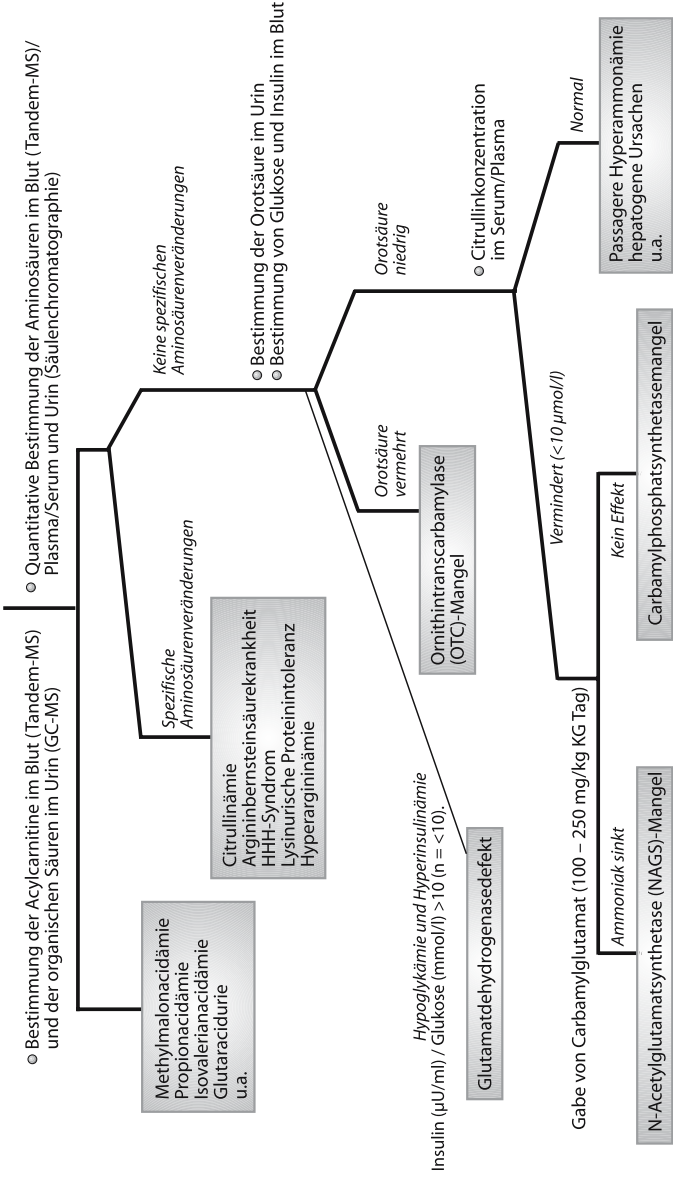 Bestimmung der Acylcarnitine im Blut (Tandem-MS)
und der organischen Säuren im Urin (GC-MS)
Quantitative Bestimmung der Aminosäuren im Blut (Tandem-MS)/
Plasma/Serum und Urin (Säulenchromatographie)
Methylmalonacidämie
Propionacidämie
Isovalerianacidämie
Glutaracidurie
u.a.
Spezifische
Aminosäurenveränderungen
Keine spezifischen
Aminosäurenveränderungen
Citrullinämie
Argininbernsteinsäurekrankheit
HHH-Syndrom
Lysinurische Proteinintoleranz
Hyperargininämie
Bestimmung der Orotsäure im Urin
Bestimmung von Glukose und Insulin im Blut
Hypoglykämie und Hyperinsulinämie
Insulin (µU/ml) / Glukose (mmol/l) >10 (n = <10).
Orotsäure
vermehrt
Orotsäure
niedrig
Glutamatdehydrogenasedefekt
Ornithintranscarbamylase
(OTC)-Mangel
Citrullinkonzentration
im Serum/Plasma
Vermindert (<10 µmol/l)
Normal
Gabe von Carbamylglutamat (100 – 250 mg/kg KG Tag)
Passagere Hyperammonämie
hepatogene Ursachen
u.a.
Ammoniak sinkt
Kein Effekt
N-Acetylglutamatsynthetase (NAGS)-Mangel
Carbamylphosphatsynthetasemangel